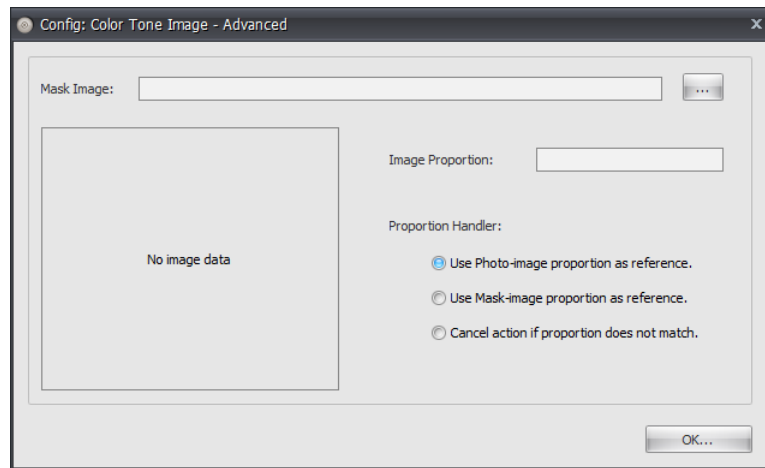 Config: Color Tone Image - Advanced x
Mask Image: ...
Image Proportion:
Proportion Handler:
No image data
Use Photo-image proportion as reference.
Use Mask-image proportion as reference.
Cancel action if proportion does not match.
OK...